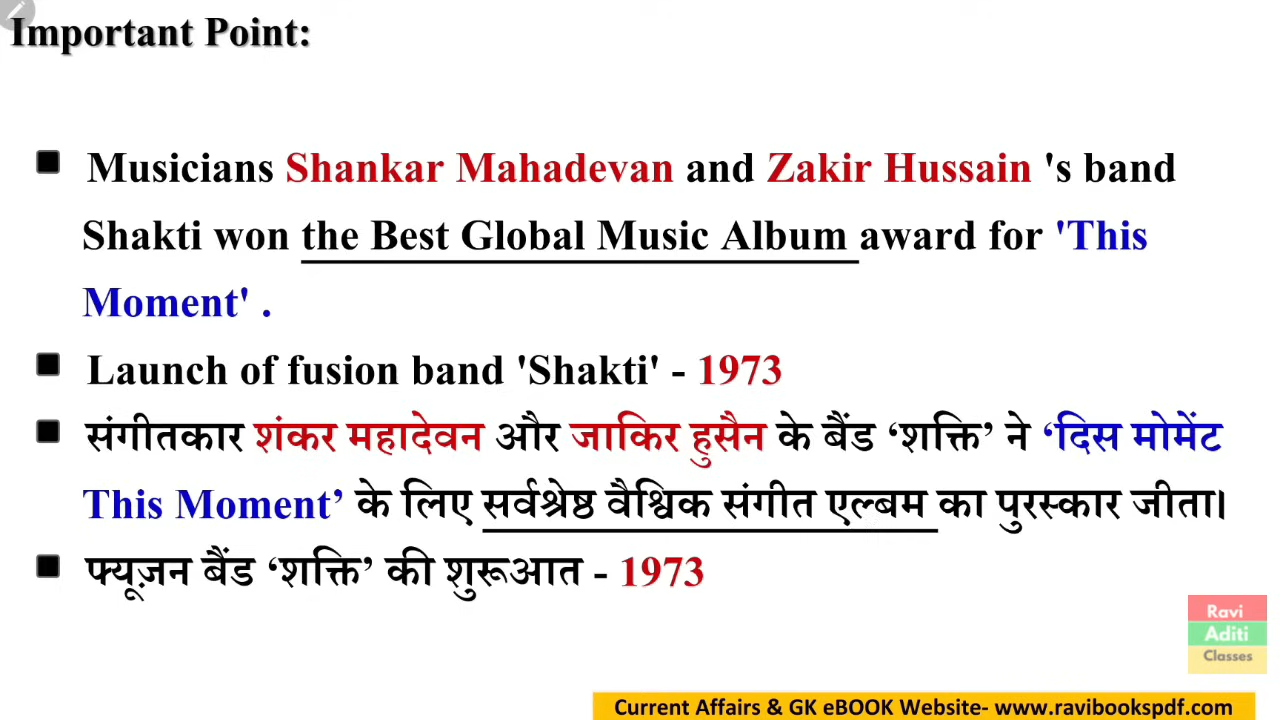 Important Point:
Musicians Shankar Mahadevan and Zakir Hussain 's band
Shakti won the Best Global Music Album award for 'This
Moment' .
Launch of fusion band 'Shakti' - 1973
संगीतकार शंकर महादेवन और जाकिर हुसैन के बैंड ‘शक्ति’ ने ‘दिस मोमेंट
This Moment’ के लिए सर्वश्रेष्ठ वैश्विक संगीत एल्बम का पुरस्कार जीता।
फ्यूज़न बैंड ‘शक्ति’ की शुरूआत - 1973
Ravi
Aditi
Classes
Current Affairs & GK eBOOK Website- www.ravibookspdf.com